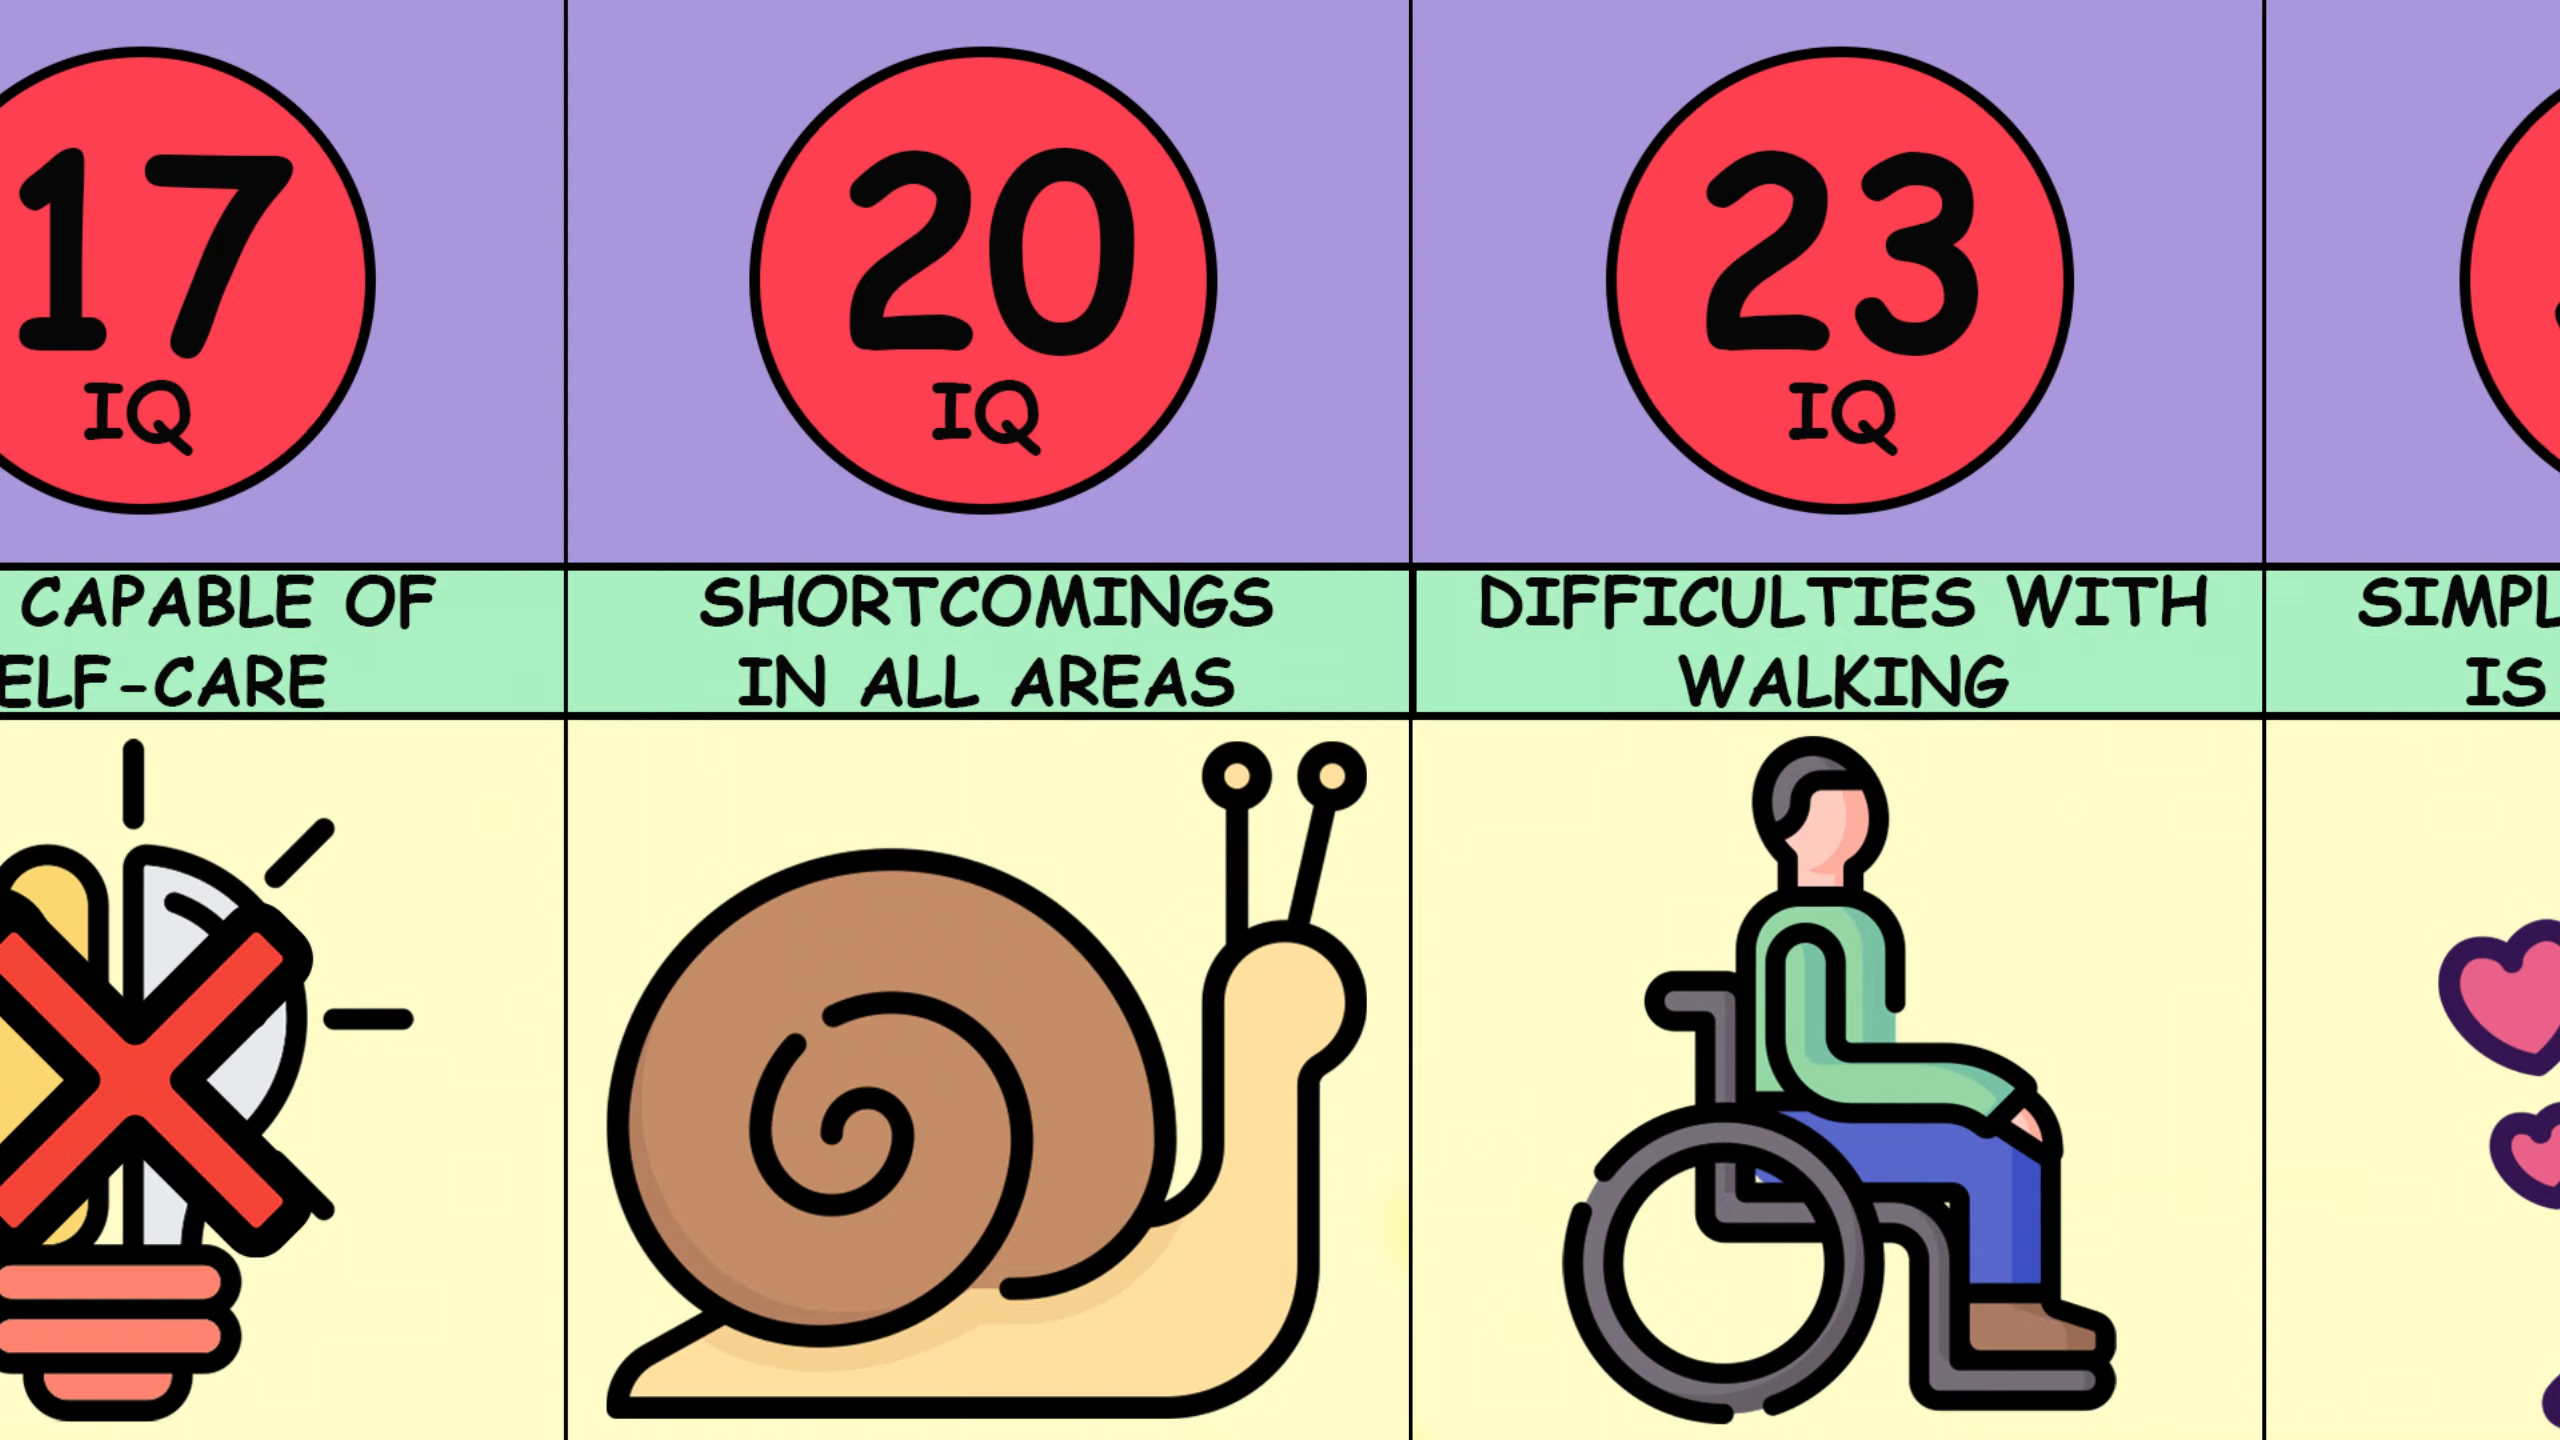 17
IQ
CAPABLE OF
ELF-CARE
20
IQ
SHORTCOMINGS
IN ALL AREAS
23
IQ
DIFFICULTIES WITH
WALKING
SIMPL
IS